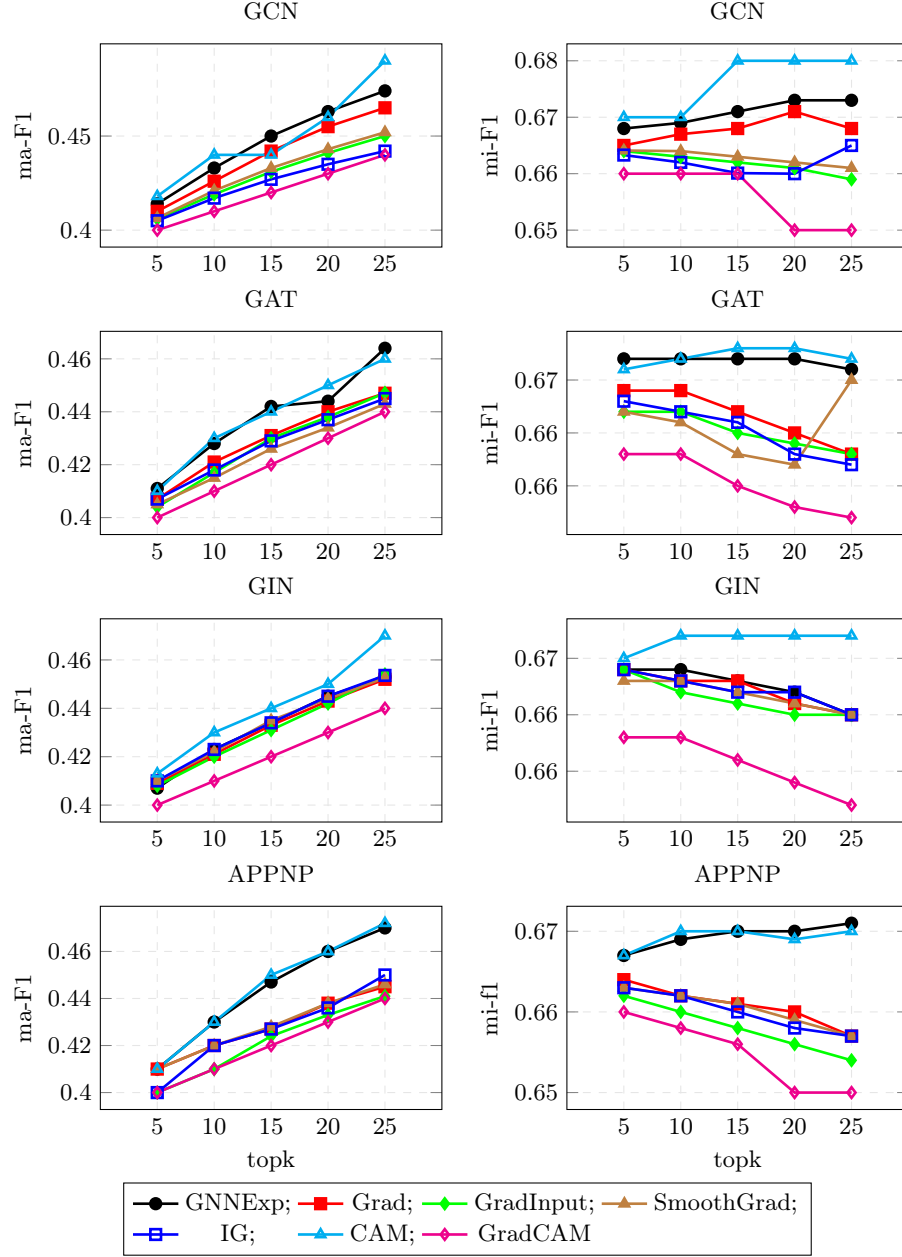 GCN
GCN
0.45
0.4
ma-F1
5 10 15 20 25
0.68
0.67
0.66
0.65
mi-F1
5 10 15 20 25
GAT
GAT
0.46
0.44
0.42
0.4
ma-F1
5 10 15 20 25
0.67
0.66
0.66
mi-F1
5 10 15 20 25
GIN
GIN
0.46
0.44
0.42
0.4
ma-F1
5 10 15 20 25
0.67
0.66
0.66
mi-F1
5 10 15 20 25
APPNP
APPNP
0.46
0.44
0.42
0.4
ma-F1
5 10 15 20 25
topk
0.67
0.66
0.65
mi-f1
5 10 15 20 25
topk
GNNExp; Grad; GradInput; SmoothGrad;
IG; CAM; GradCAM